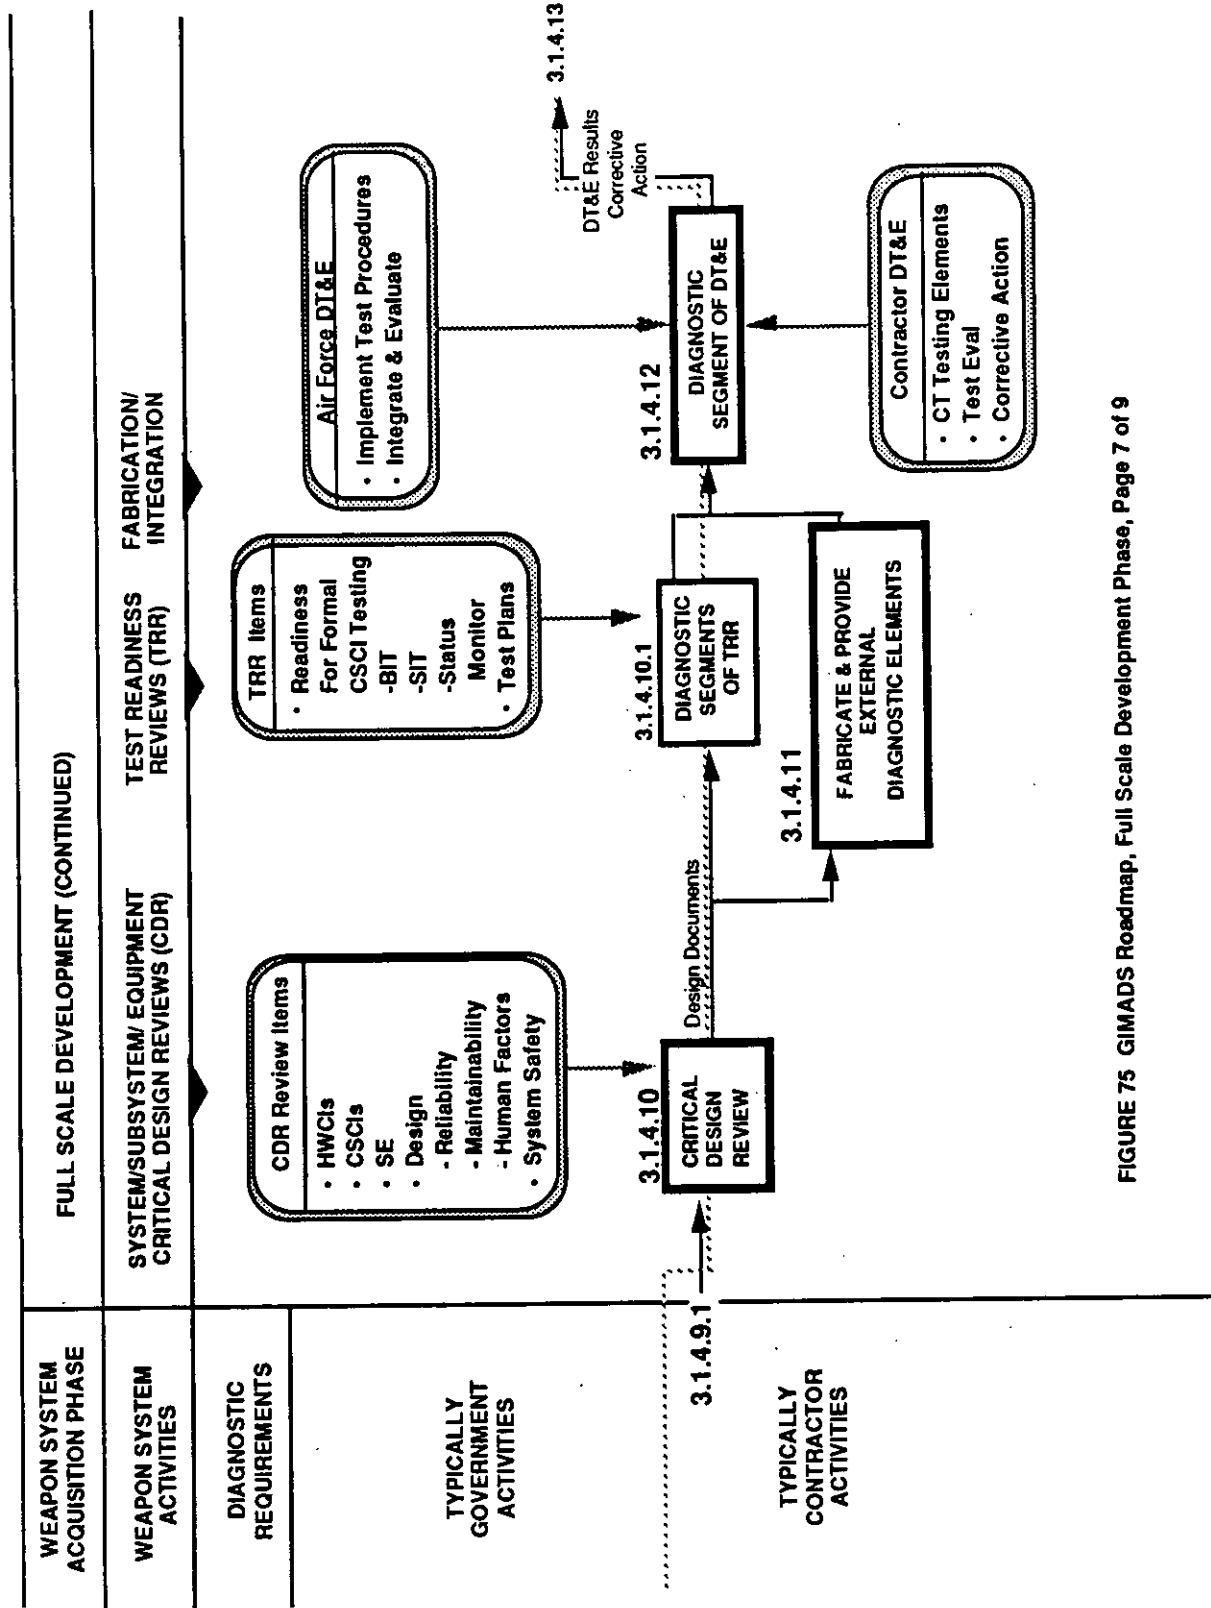 WEAPON SYSTEM
ACQUISITION PHASE
FULL SCALE DEVELOPMENT (CONTINUED)
WEAPON SYSTEM
ACTIVITIES
SYSTEM/SUBSYSTEM/ EQUIPMENT
CRITICAL DESIGN REVIEWS (CDR)
TEST READINESS
REVIEWS (TRR)
FABRICATION/
INTEGRATION
DIAGNOSTIC
REQUIREMENTS
TYPICALLY
GOVERNMENT
ACTIVITIES
CDR Review Items
• HWCIs
• CSCIs
• SE
• Design
- Reliability
- Maintainability
- Human Factors
• System Safety
TRR Items
• Readiness
For Formal
CSCI Testing
-BIT
-SIT
-Status
Monitor
• Test Plans
Air Force DT&E
• Implement Test Procedures
• Integrate & Evaluate
TYPICALLY
CONTRACTOR
ACTIVITIES
3.1.4.9.1
3.1.4.10
CRITICAL
DESIGN
REVIEW
Design Documents
3.1.4.10.1
DIAGNOSTIC
SEGMENTS
OF TRR
3.1.4.11
FABRICATE & PROVIDE
EXTERNAL
DIAGNOSTIC ELEMENTS
3.1.4.12
DIAGNOSTIC
SEGMENT OF DT&E
DT&E Results
Corrective
Action
3.1.4.13
Contractor DT&E
• CT Testing Elements
• Test Eval
• Corrective Action
FIGURE 75 GIMADS Roadmap, Full Scale Development Phase, Page 7 of 9